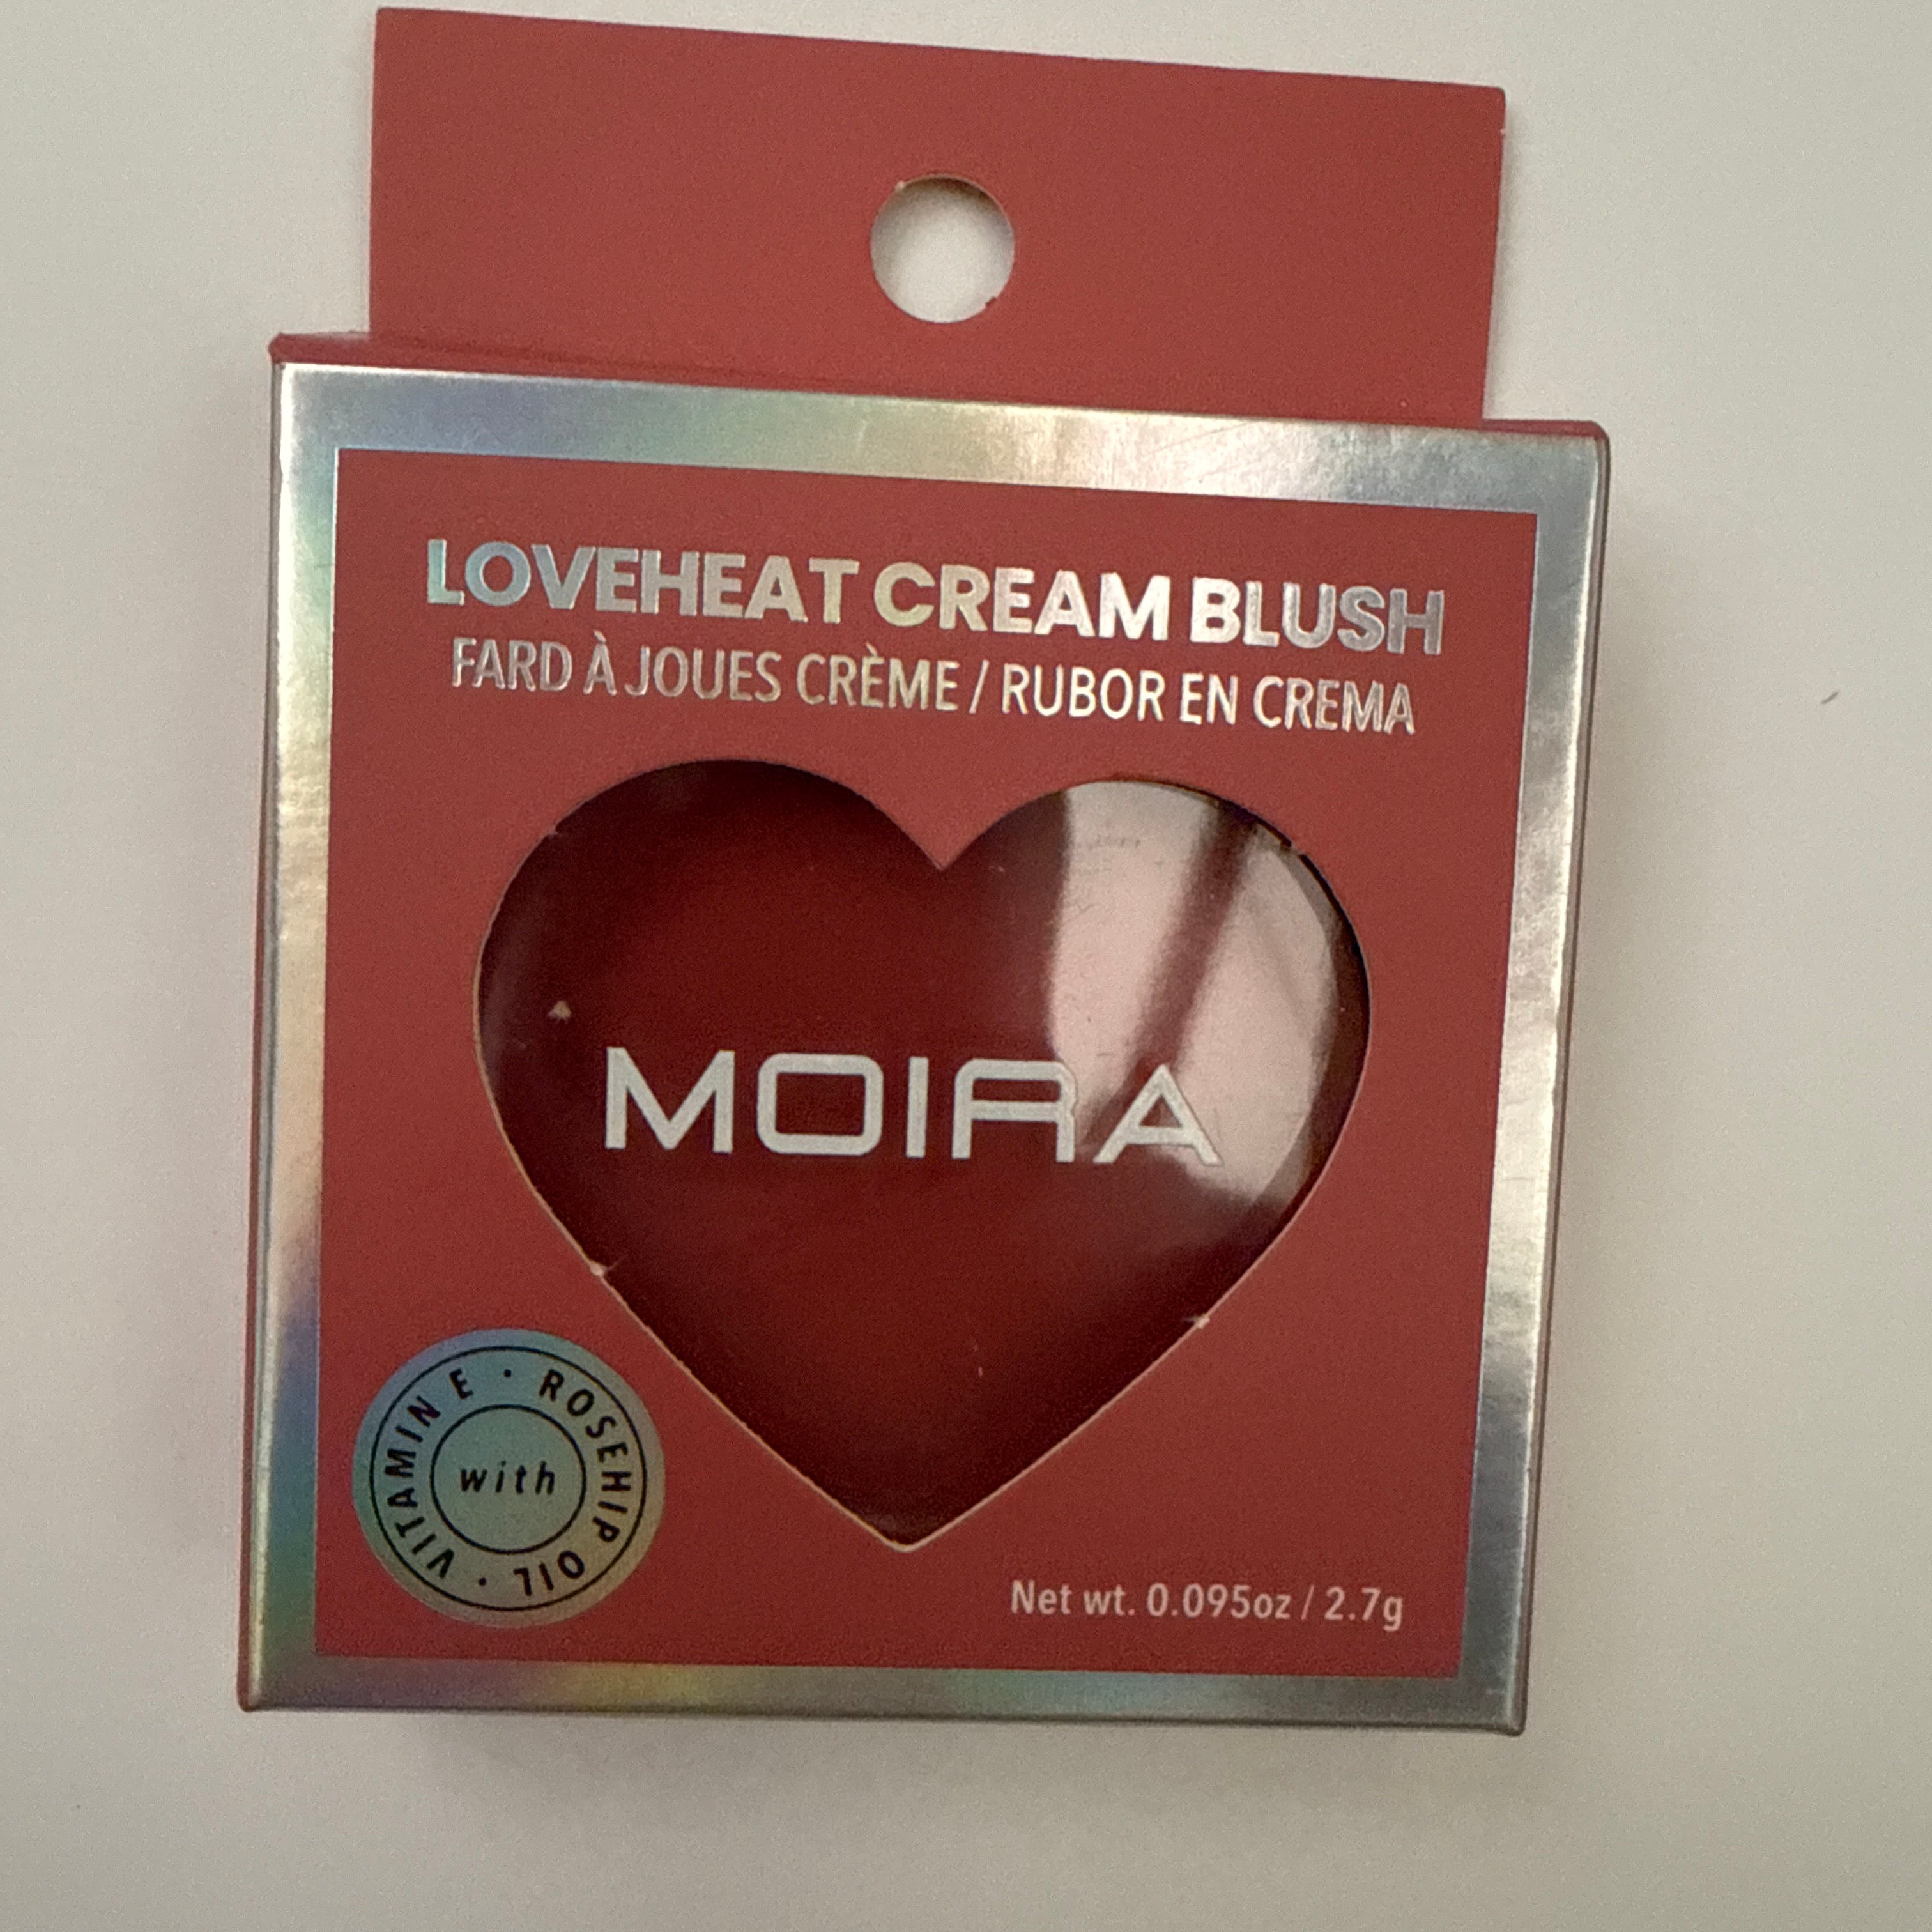 LOVEHEAT CREAM BLUSH
FARD À JOUES CRÈME / RUBOR EN CREMA
MOIRA
VITAMIN E · ROSEHIP OIL ·
with
Net wt. 0.095oz / 2.7g